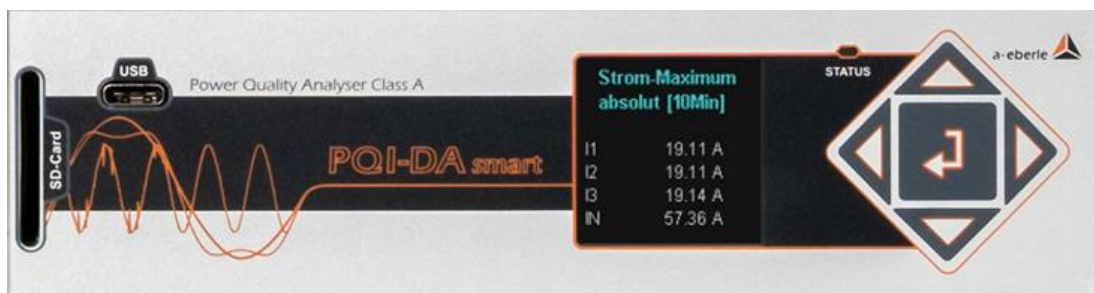 SD-Card
USB
Power Quality Analyser Class A
PQI-DA smart
Strom-Maximum
absolut [10Min]
I1 19.11 A
I2 19.11 A
I3 19.14 A
IN 57.36 A
STATUS
a-eberle